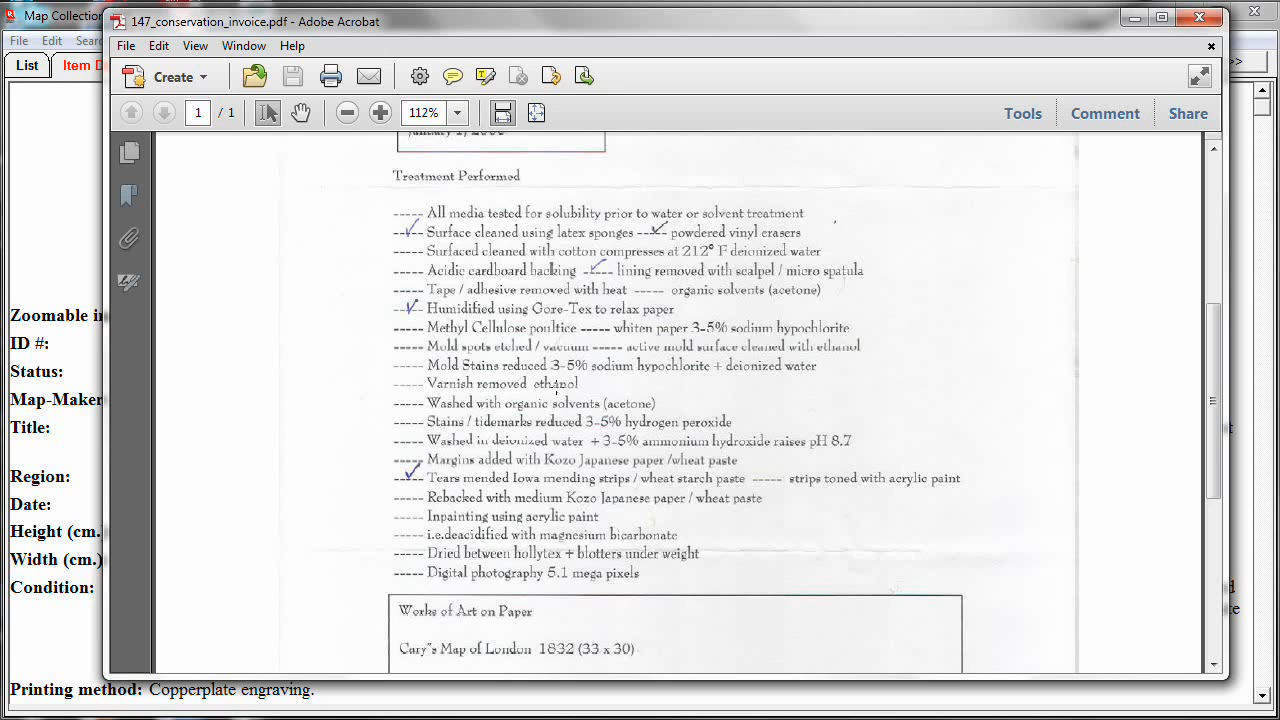 Map Collection
147_conservation_invoice.pdf - Adobe Acrobat
File Edit Search
File Edit View Window Help
List
Item D
Create
>>
1 / 1
112%
Tools Comment Share
January 1,
Treatment Performed
----- All media tested for solubility prior to water or solvent treatment
----- Surface cleaned using latex sponges ----- powdered vinyl erasers
----- Surfaced cleaned with cotton compresses at 212° F deionized water
----- Acidic cardboard backing ----- lining removed with scalpel / micro spatula
----- Tape / adhesive removed with heat ----- organic solvents (acetone)
----- Humidified using Gore-Tex to relax paper
----- Methyl Cellulose poultice ----- whiten paper 3-5% sodium hypochlorite
----- Mold spots etched / vacuum ----- active mold surface cleaned with ethanol
----- Mold Stains reduced 3-5% sodium hypochlorite + deionized water
----- Varnish removed ethanol
----- Washed with organic solvents (acetone)
----- Stains / tidemarks reduced 3-5% hydrogen peroxide
----- Washed in deionized water + 3-5% ammonium hydroxide raises pH 8.7
----- Margins added with Kozo Japanese paper /wheat paste
----- Tears mended Iowa mending strips / wheat starch paste ----- strips toned with acrylic paint
----- Rebacked with medium Kozo Japanese paper / wheat paste
----- Inpainting using acrylic paint
----- i.e.deacidified with magnesium bicarbonate
----- Dried between hollytex + blotters under weight
----- Digital photography 5.1 mega pixels
Works of Art on Paper
Cary"s Map of London 1832 (33 x 30)
Zoomable in
ID #:
Status:
Map-Maker
Title:
Region:
Date:
Height (cm.)
Width (cm.)
Condition:
Printing method: Copperplate engraving.